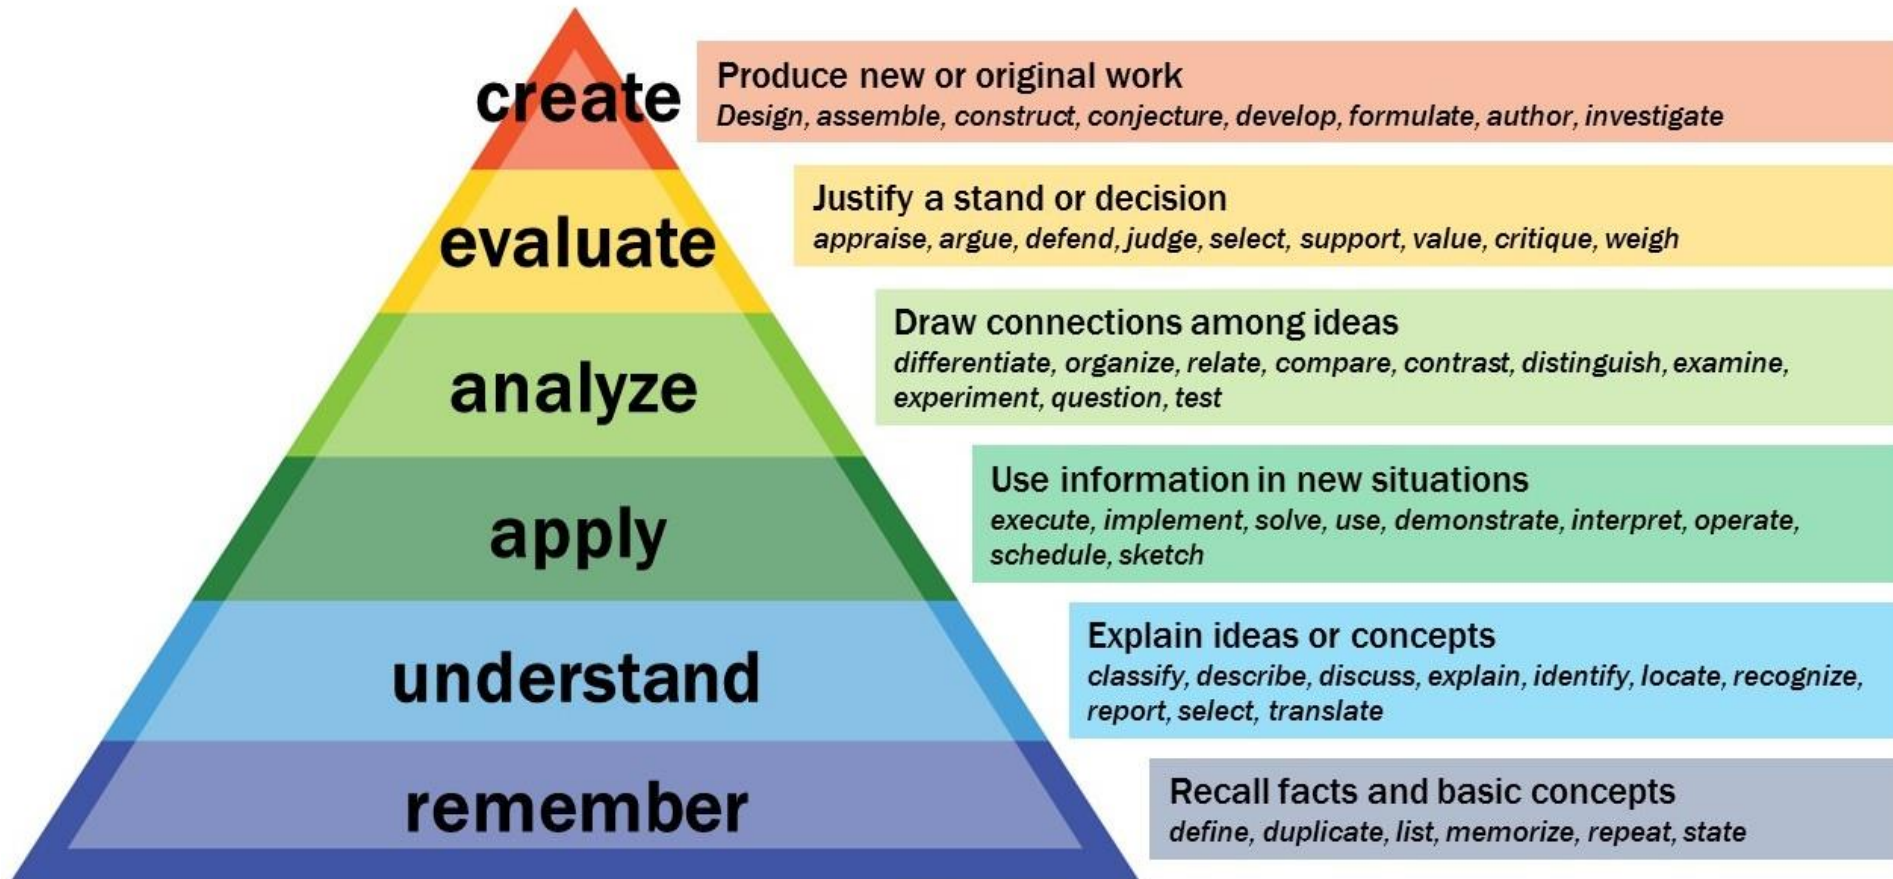 create
Produce new or original work
Design, assemble, construct, conjecture, develop, formulate, author, investigate
evaluate
Justify a stand or decision
appraise, argue, defend, judge, select, support, value, critique, weigh
analyze
Draw connections among ideas
differentiate, organize, relate, compare, contrast, distinguish, examine,
experiment, question, test
apply
Use information in new situations
execute, implement, solve, use, demonstrate, interpret, operate,
schedule, sketch
understand
Explain ideas or concepts
classify, describe, discuss, explain, identify, locate, recognize,
report, select, translate
remember
Recall facts and basic concepts
define, duplicate, list, memorize, repeat, state